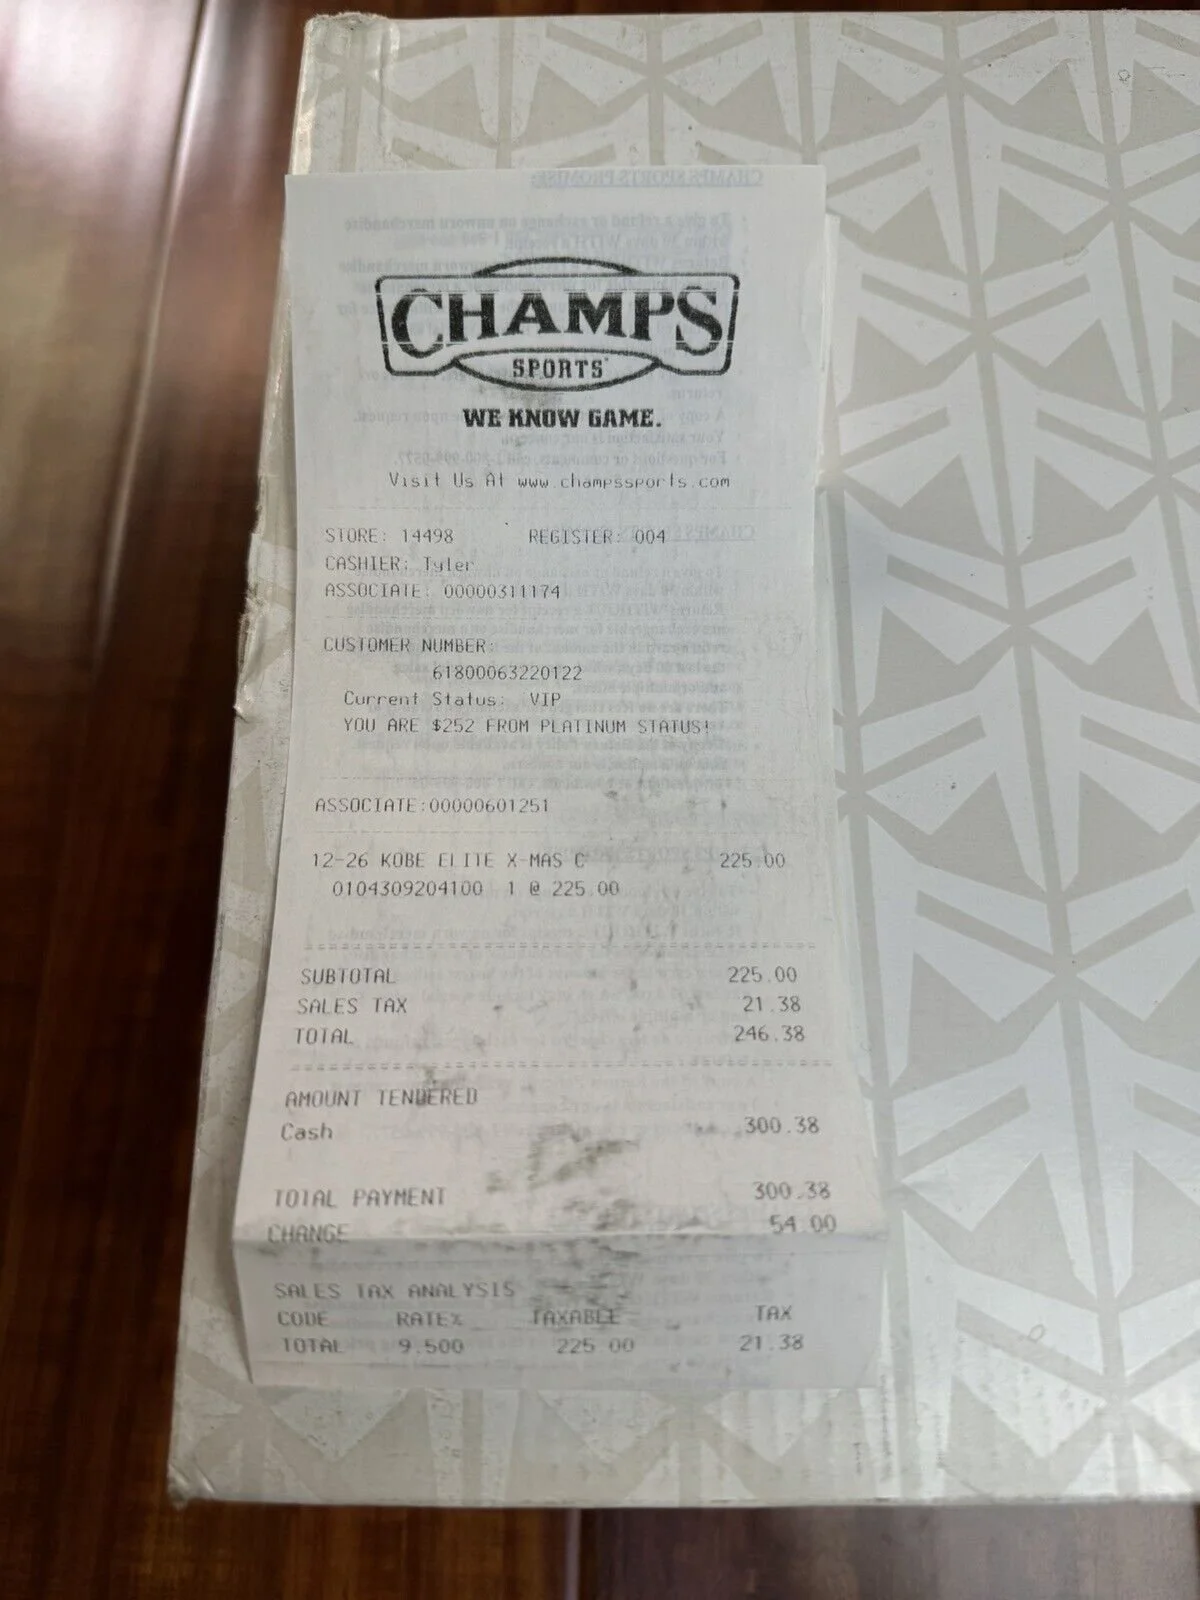 CHAMPS
SPORTS
WE KNOW GAME.
Visit Us At www.champssports.com
STORE: 14498 REGISTER: 004
CASHIER: Tyler
ASSOCIATE: 00000311174
CUSTOMER NUMBER:
61800063220122
Current Status: VIP
YOU ARE $252 FROM PLATINUM STATUS!
ASSOCIATE:00000601251
12-26 KOBE ELITE X-MAS C 225.00
0104309204100 1 @ 225.00
SUBTOTAL 225.00
SALES TAX 21.38
TOTAL 246.38
AMOUNT TENDERED
Cash 300.38
TOTAL PAYMENT 300.38
CHANGE 54.00
SALES TAX ANALYSIS
CODE RATE% TAXABLE TAX
TOTAL 9.500 225.00 21.38